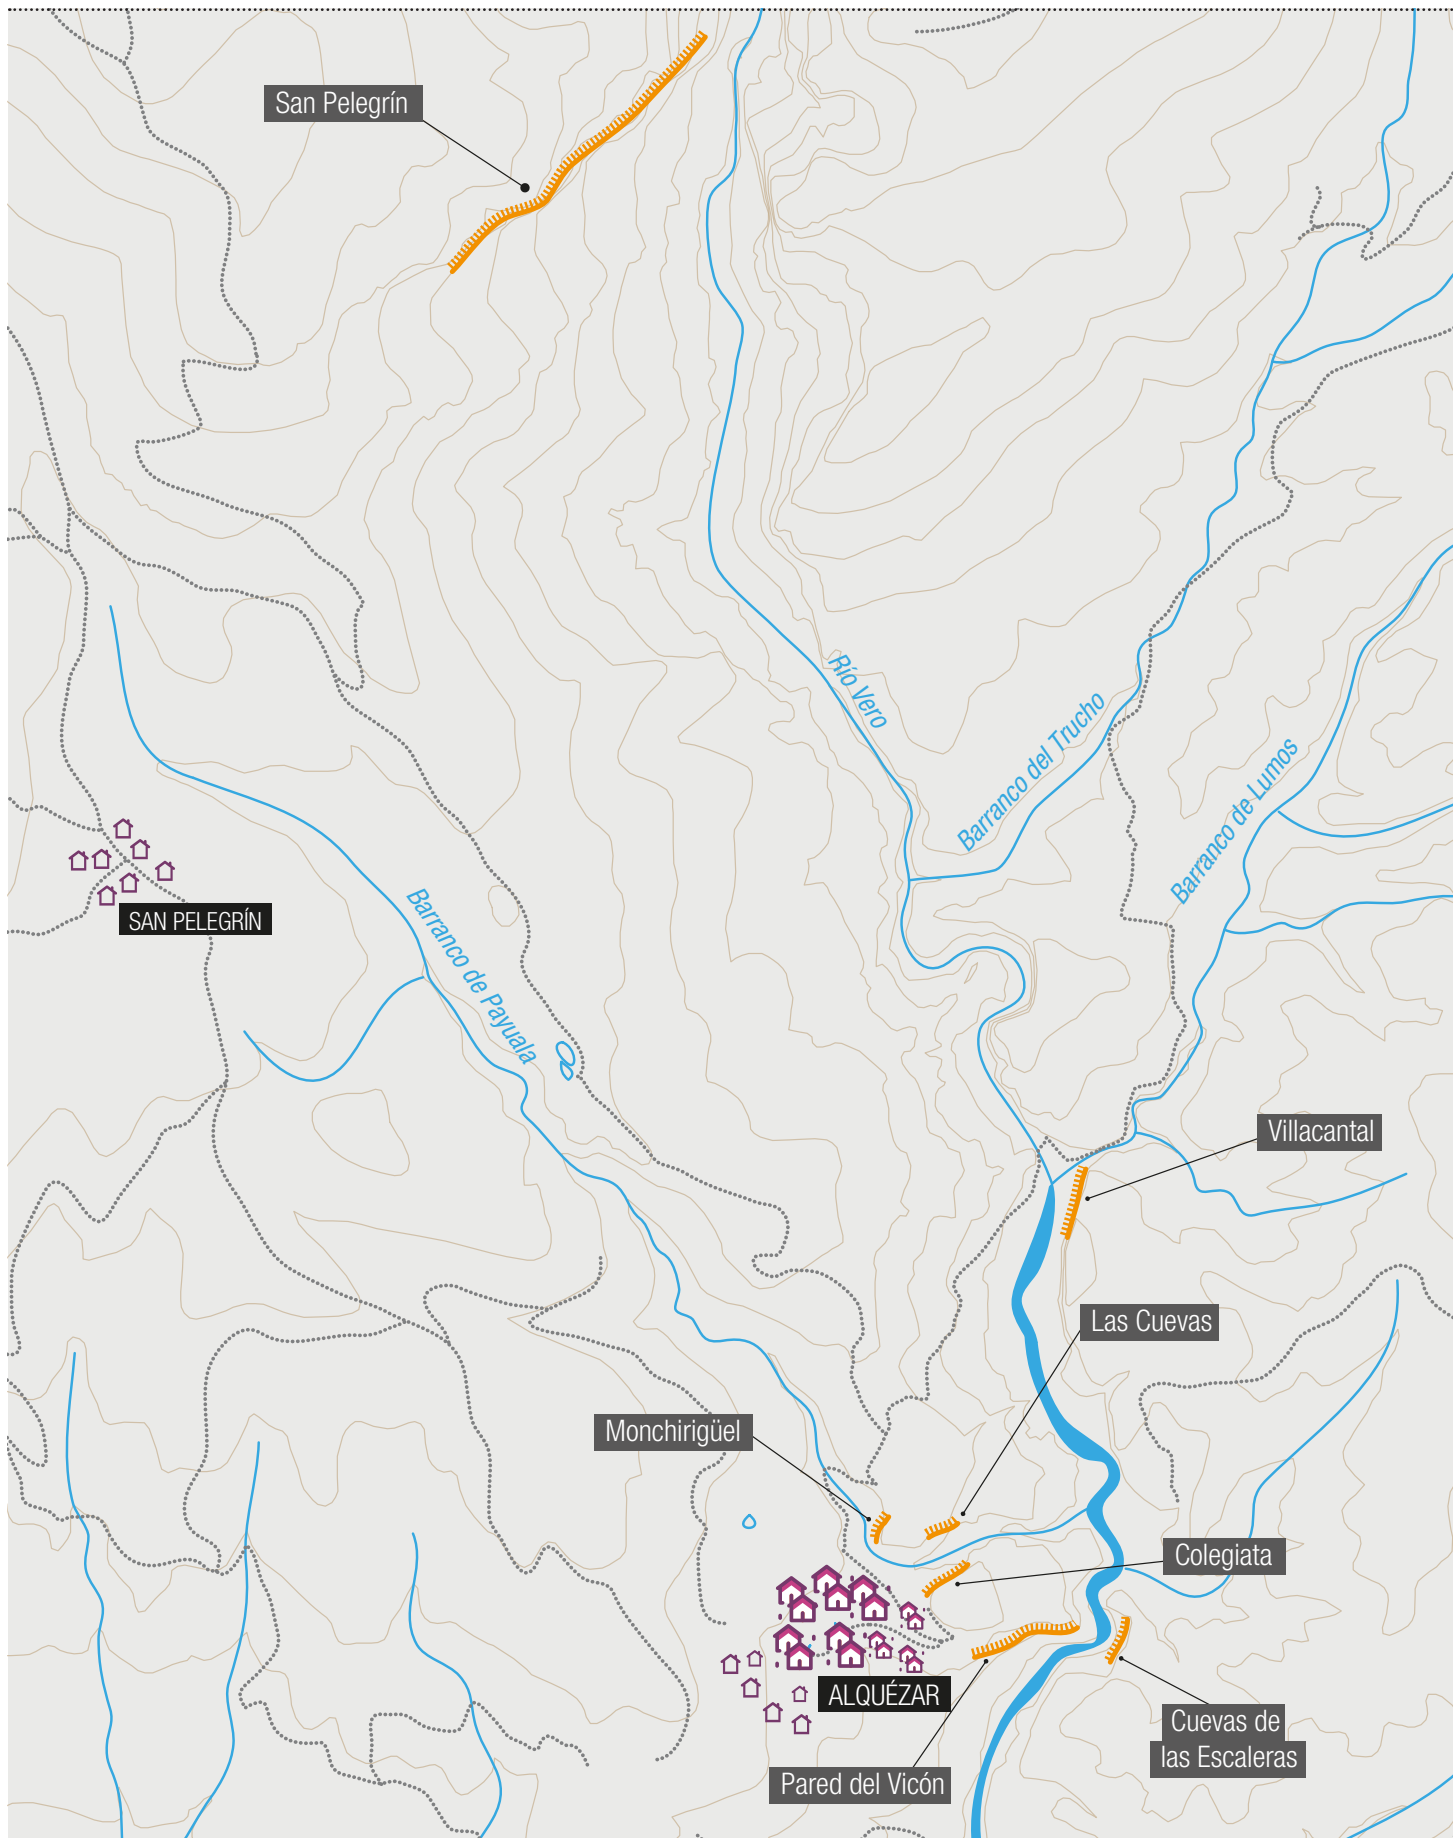 San Pelegrín
Río Vero
Barranco del Trucho
Barranco de Lumos
SAN PELEGRÍN
Barranco de Payuala
Villacantal
Las Cuevas
Monchirigüel
Colegiata
ALQUÉZAR
Cuevas de
las Escaleras
Pared del Vicón